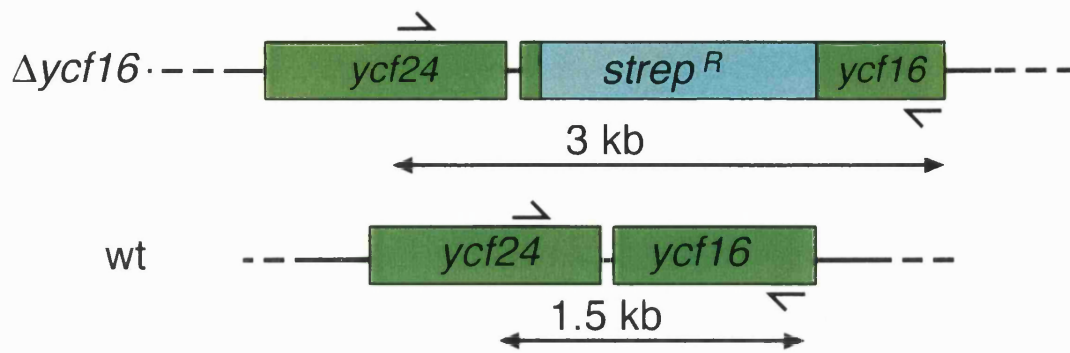 Δycf16 ycf24 strep R ycf16
3 kb
wt ycf24 ycf16
1.5 kb